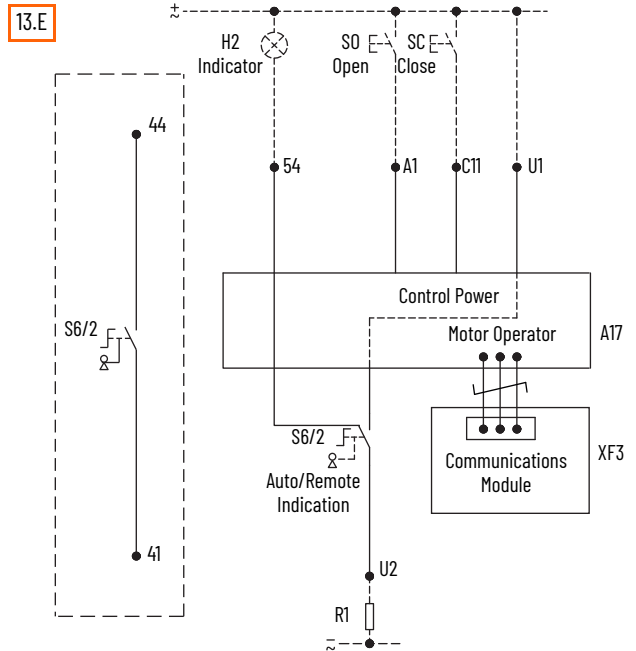 13.E
±
~
H2
Indicator
SO
Open
SC
Close
44
54
A1
C11
U1
Control Power
S6/2
Motor Operator
A17
S6/2
Auto/Remote
Indication
Communications
Module
XF3
41
U2
R1